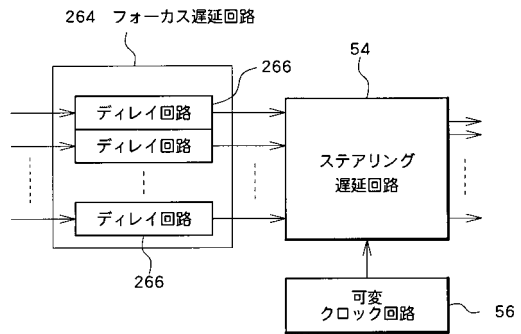 264 フォーカス遅延回路
266
54
ディレイ回路
ディレイ回路
ステアリング
遅延回路
ディレイ回路
266
可変
クロック回路
56